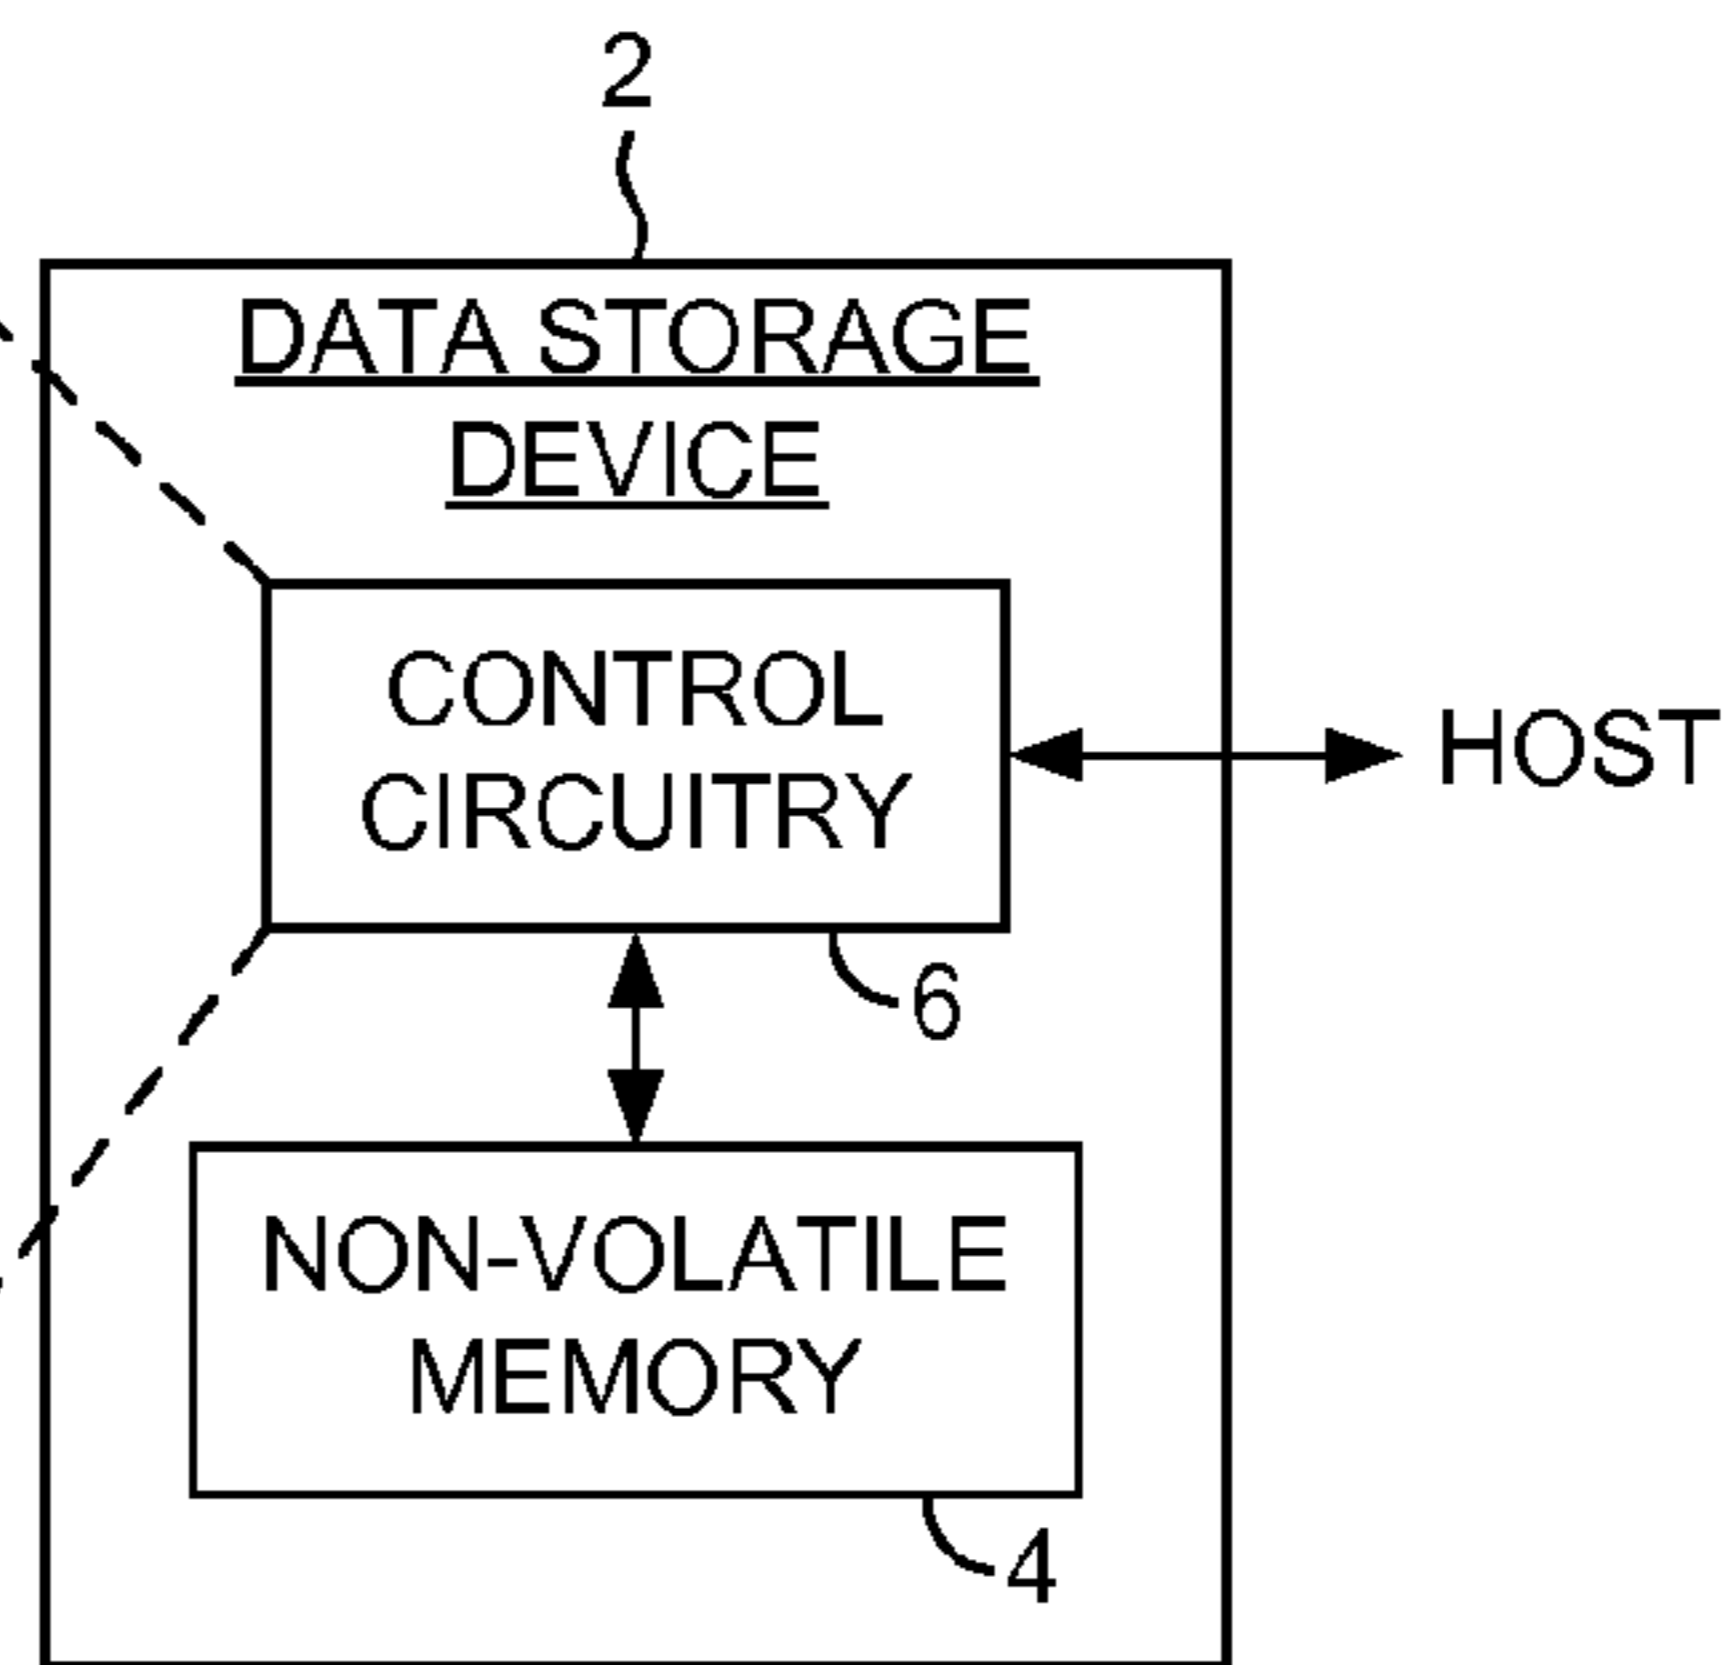 2
DATA STORAGE
DEVICE
CONTROL
CIRCUITRY
HOST
6
NON-VOLATILE
MEMORY
4